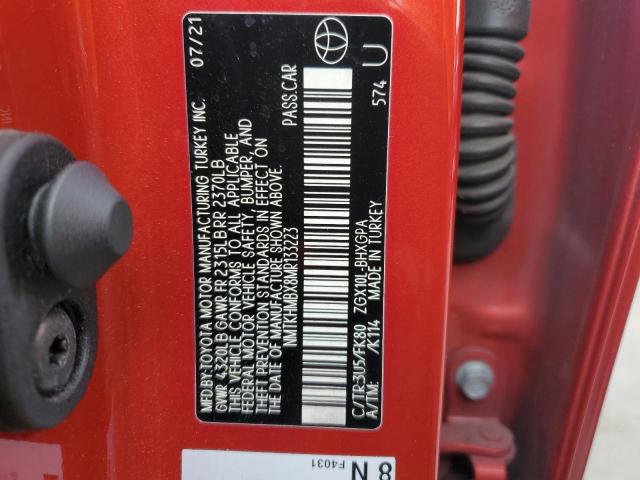 MFD.BY:TOYOTA MOTOR MANUFACTURING TURKEY INC. 07/21
GVWR 4320LB GAWR FR 2315LB RR 2370LB
THIS VEHICLE CONFORMS TO ALL APPLICABLE
FEDERAL MOTOR VEHICLE SAFETY, BUMPER, AND
THEFT PREVENTION STANDARDS IN EFFECT ON
THE DATE OF MANUFACTURE SHOWN ABOVE.
NMTKHMBX8MR133223 PASS.CAR
C/TR:3U5/FK80 ZGX10L-BHXGPA 574 U
A/TM: /K114 MADE IN TURKEY
8 N
F4031